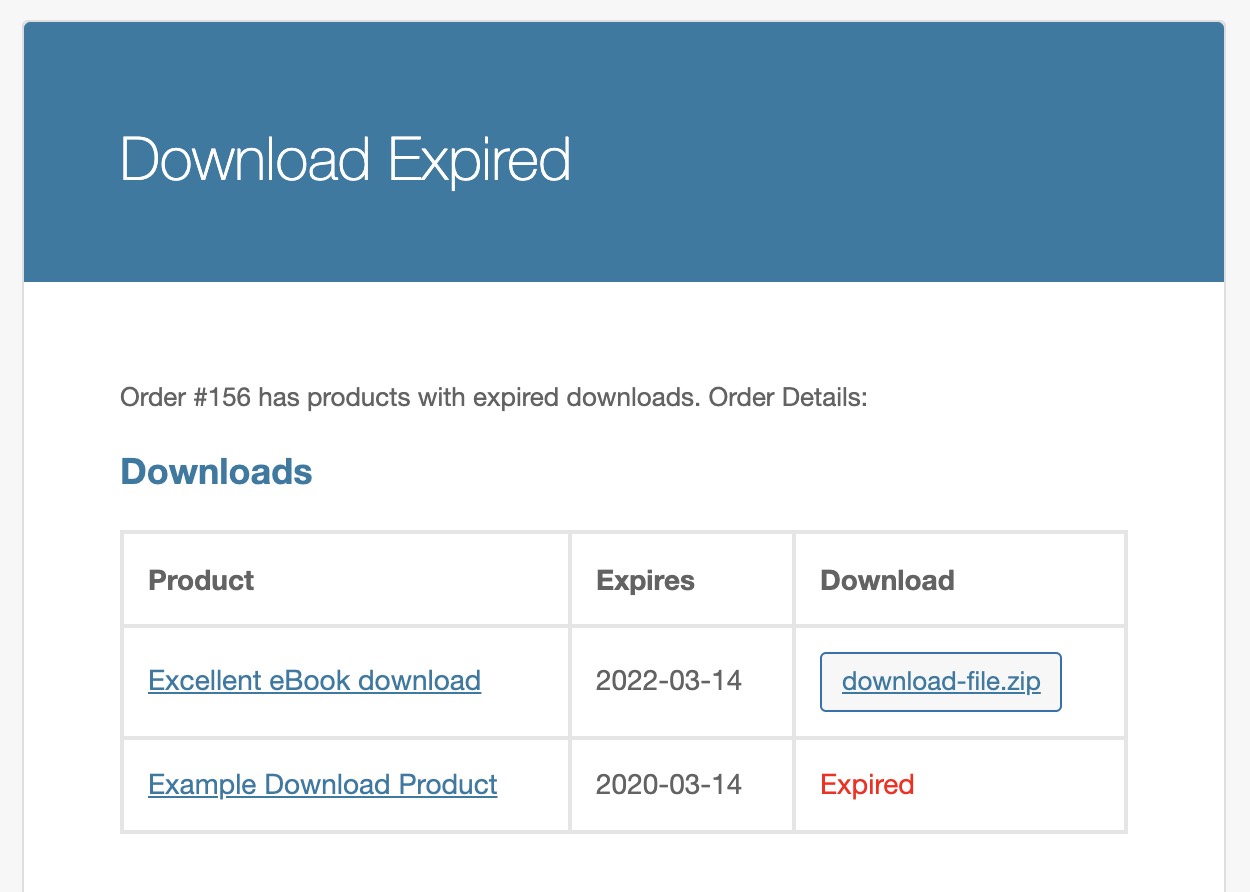 Download Expired
Order #156 has products with expired downloads. Order Details:
Downloads
Product Expires Download
Excellent eBook download 2022-03-14 download-file.zip
Example Download Product 2020-03-14 Expired